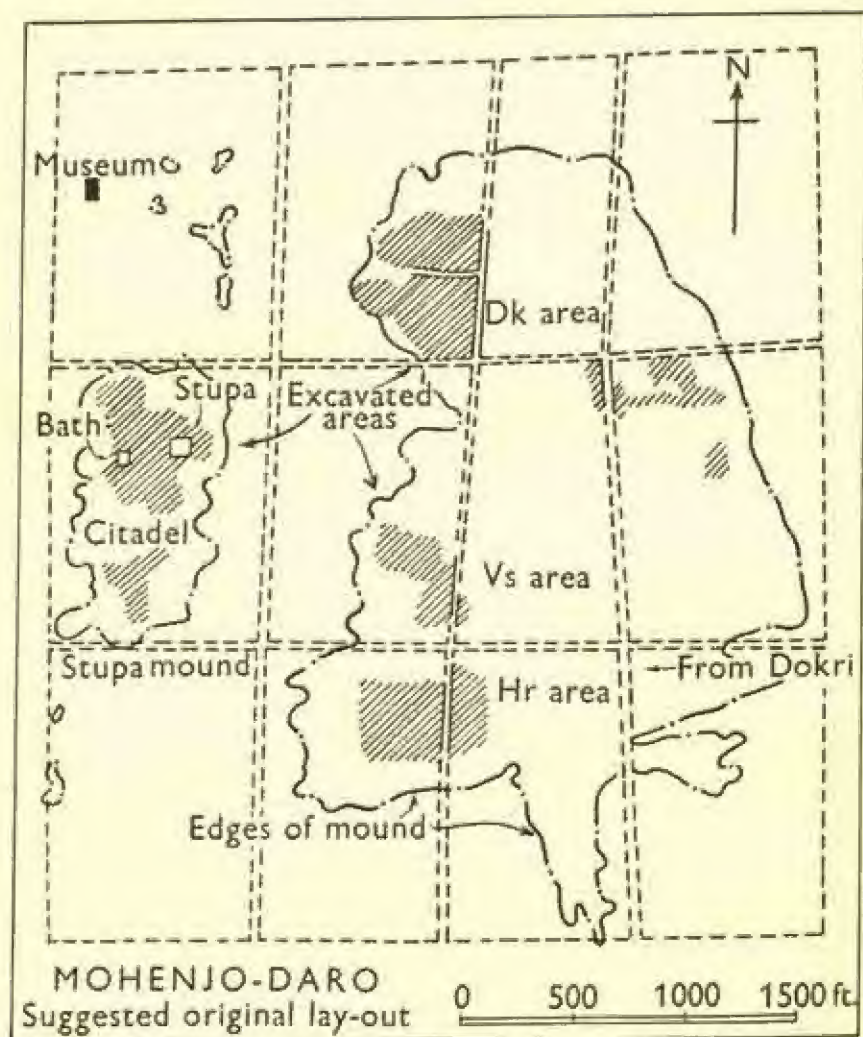 N
Museum
Dk area
Stupa
Excavated
areas
Bath
Citadel
Vs area
Stupa mound
From Dokri
Hr area
Edges of mound
MOHENJO-DARO
Suggested original lay-out
0 500 1000 1500 ft.